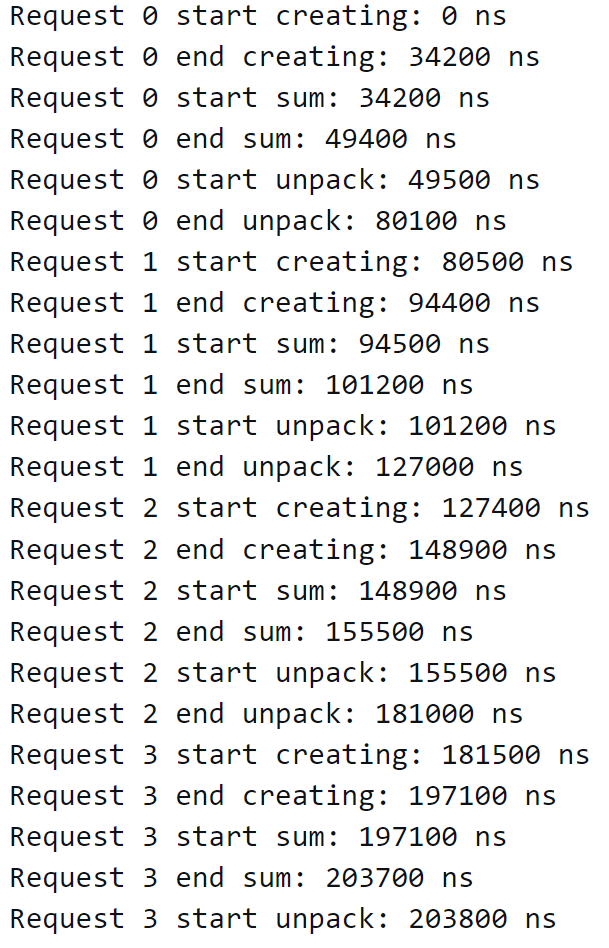 Request 0 start creating: 0 ns
Request 0 end creating: 34200 ns
Request 0 start sum: 34200 ns
Request 0 end sum: 49400 ns
Request 0 start unpack: 49500 ns
Request 0 end unpack: 80100 ns
Request 1 start creating: 80500 ns
Request 1 end creating: 94400 ns
Request 1 start sum: 94500 ns
Request 1 end sum: 101200 ns
Request 1 start unpack: 101200 ns
Request 1 end unpack: 127000 ns
Request 2 start creating: 127400 ns
Request 2 end creating: 148900 ns
Request 2 start sum: 148900 ns
Request 2 end sum: 155500 ns
Request 2 start unpack: 155500 ns
Request 2 end unpack: 181000 ns
Request 3 start creating: 181500 ns
Request 3 end creating: 197100 ns
Request 3 start sum: 197100 ns
Request 3 end sum: 203700 ns
Request 3 start unpack: 203800 ns